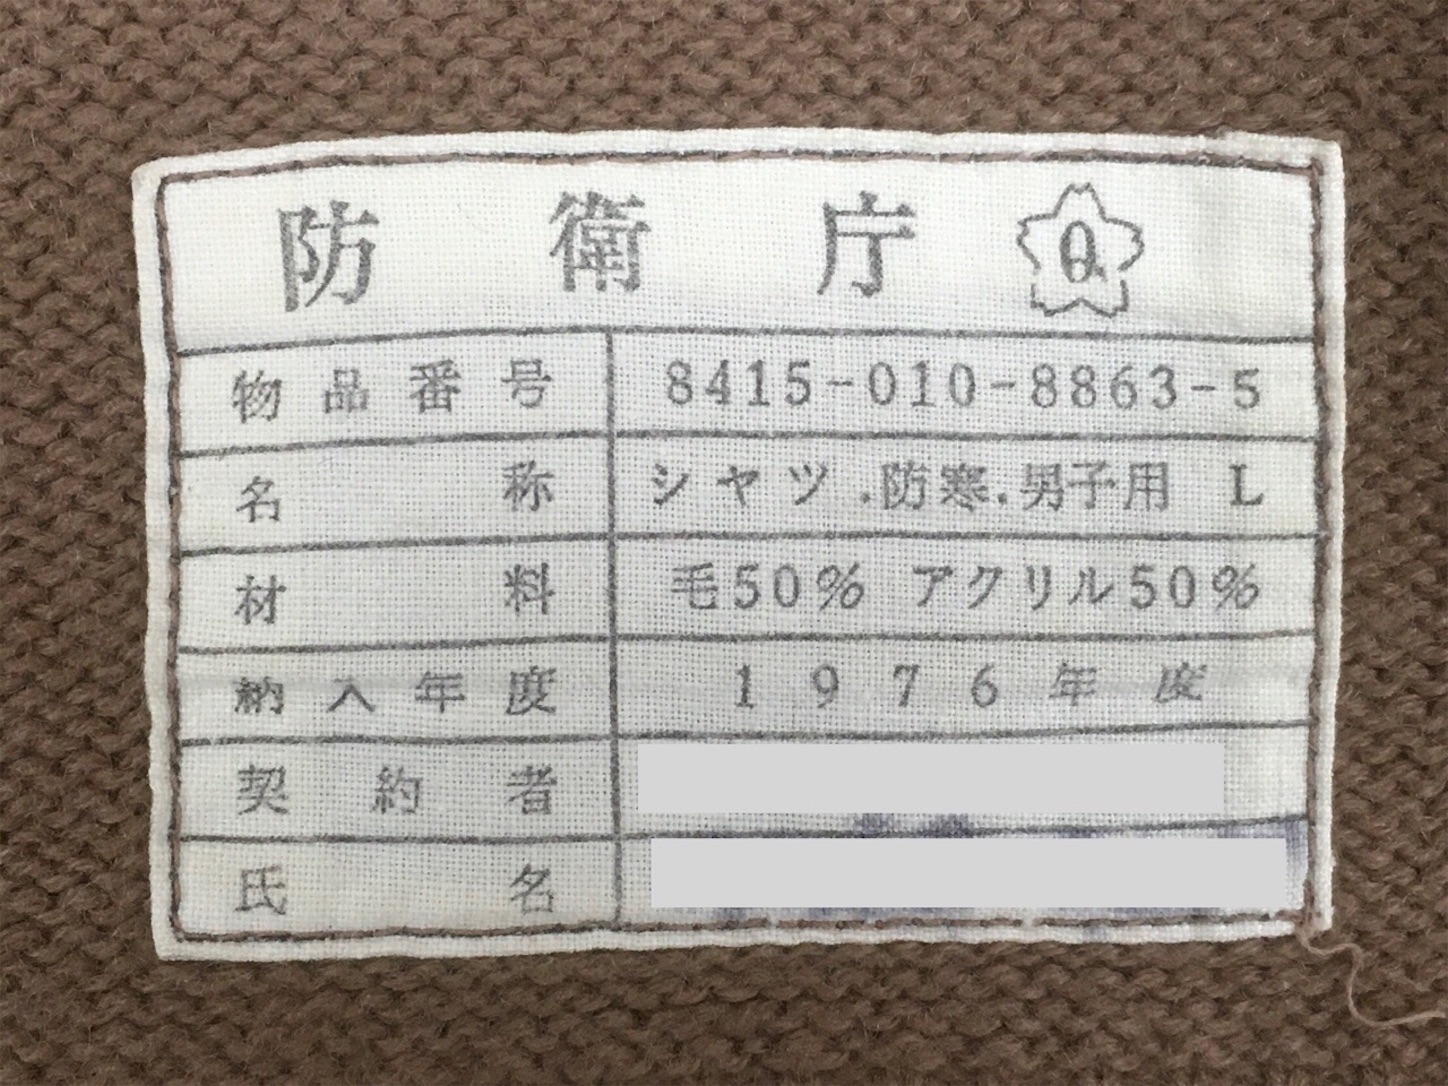 防衛庁 Q
物品番号 8415-010-8863-5
名称 シャツ.防寒.男子用 L
材料 毛50% アクリル50%
納入年度 1976年度
契約者
氏名